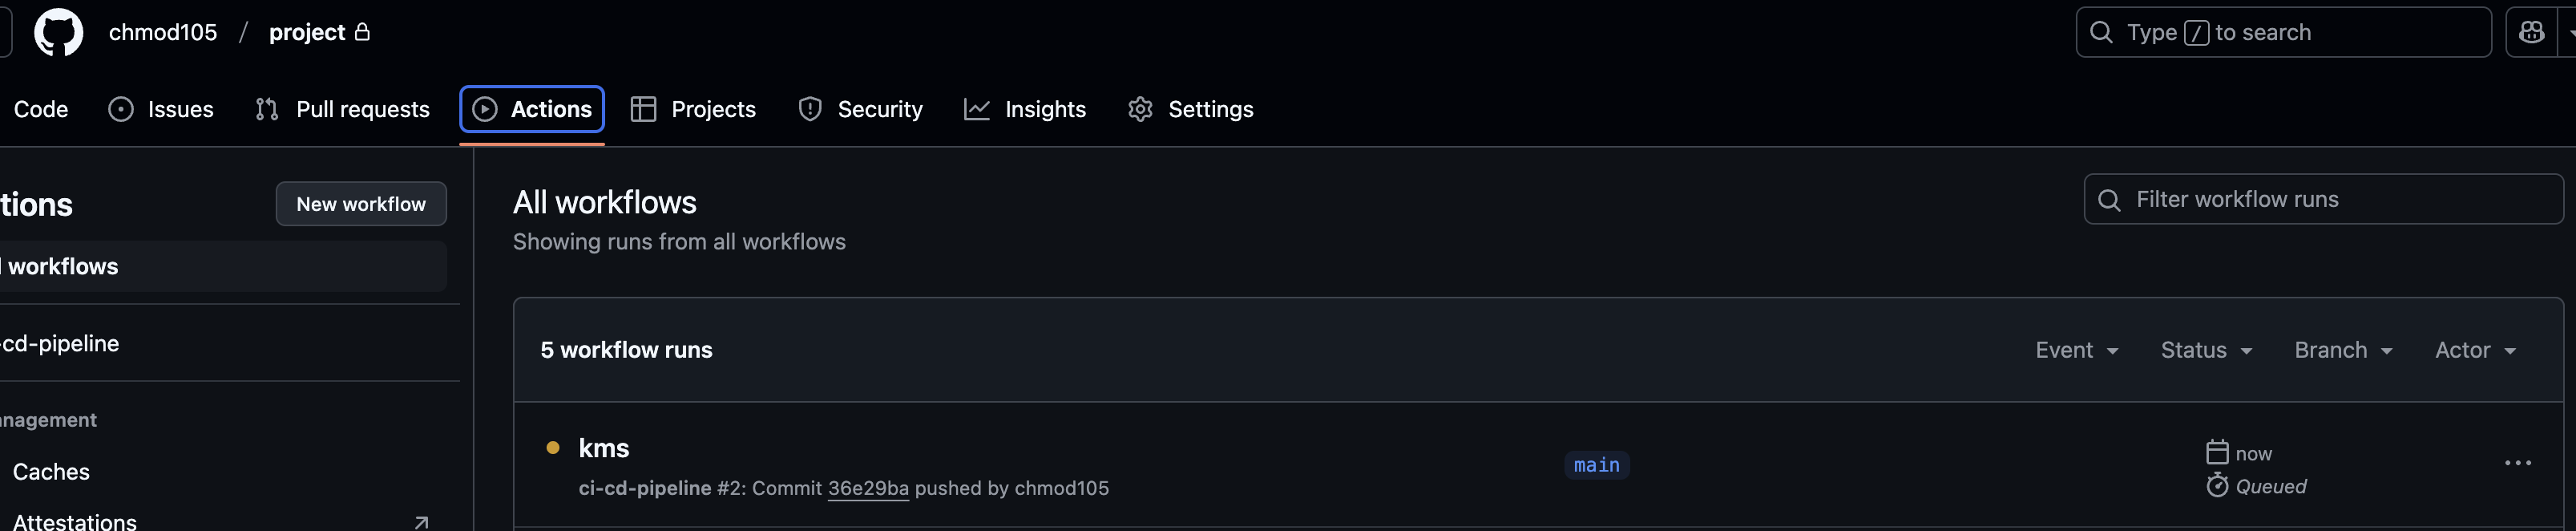 chmod105 / project
Type / to search
Code Issues Pull requests Actions Projects Security Insights Settings
tions
New workflow
l workflows
-cd-pipeline
nagement
Caches
Attestations
All workflows
Showing runs from all workflows
Filter workflow runs
5 workflow runs
Event Status Branch Actor
kms
ci-cd-pipeline #2: Commit 36e29ba pushed by chmod105
main
now
Queued